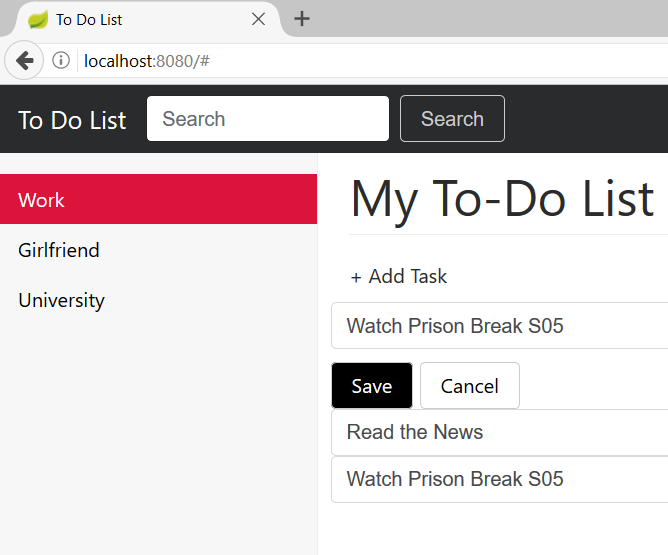 To Do List
localhost:8080/#
To Do List Search Search
Work
Girlfriend
University
My To-Do List
+ Add Task
Watch Prison Break S05
Save Cancel
Read the News
Watch Prison Break S05